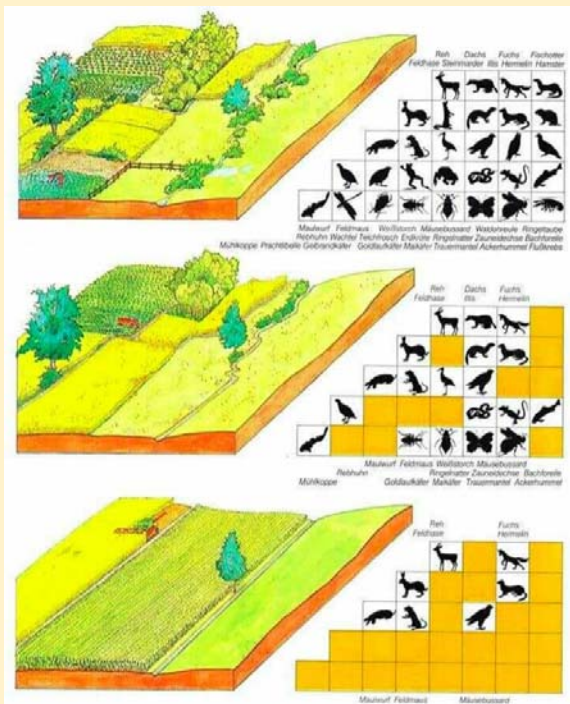 Reh Dachs Fuchs Fischotter
Feldhase Steinmarder Iltis Hermelin Hamster
Maulwurf Feldmaus Weißstorch Mäusebussard Waldohreule Ringeltaube
Rebhuhn Wachtel Teichfrosch Erdkröte Ringelnatter Zauneidechse Bachforelle
Mühlkoppe Prachtlibelle Gelbrandkäfer Goldlaufkäfer Maikäfer Trauermantel Ackerhummel Flußkrebs
Reh Dachs Fuchs
Feldhase Iltis Hermelin
Maulwurf Feldmaus Weißstorch Mäusebussard
Rebhuhn Ringelnatter Zauneidechse Bachforelle
Mühlkoppe Goldlaufkäfer Maikäfer Trauermantel Ackerhummel
Reh Fuchs
Feldhase Hermelin
Maulwurf Feldmaus Mäusebussard